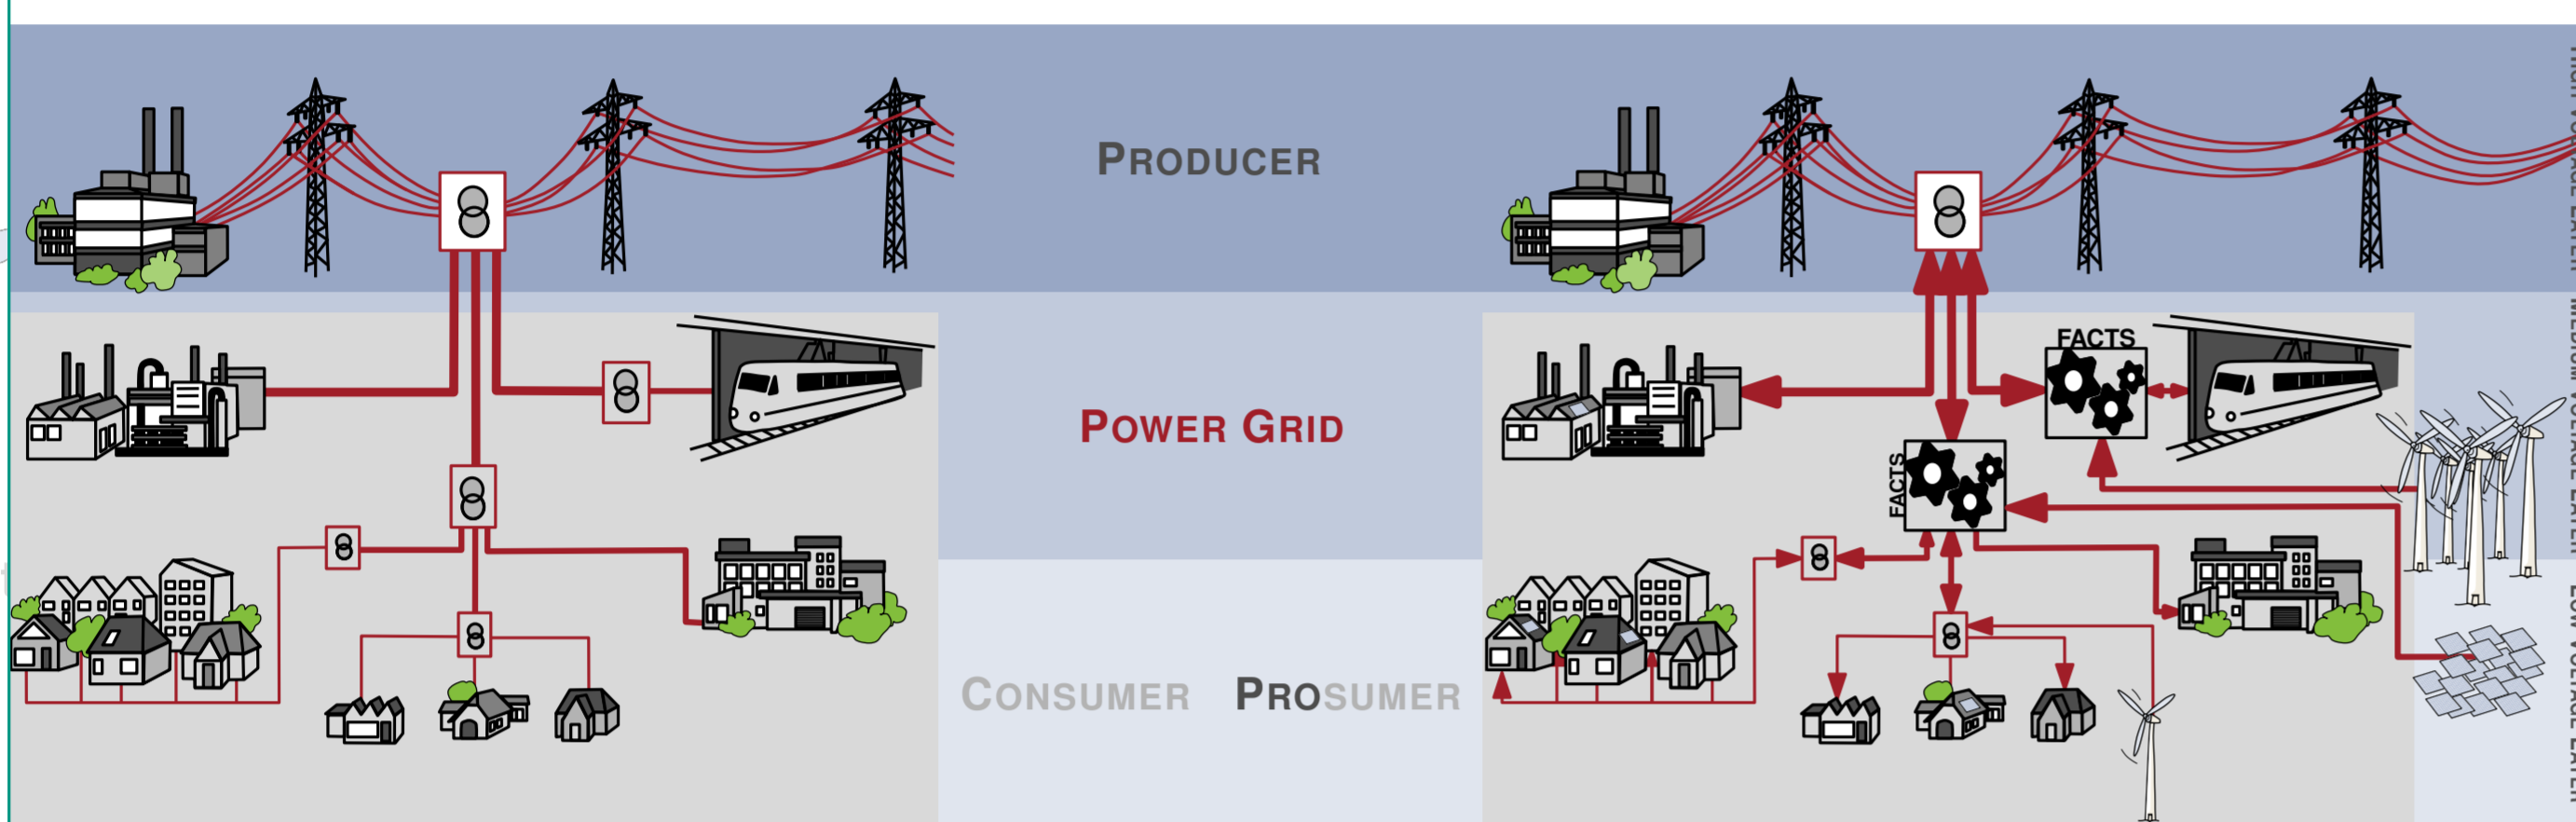 PRODUCER
FACTS
POWER GRID
FACTS
CONSUMER PROSUMER